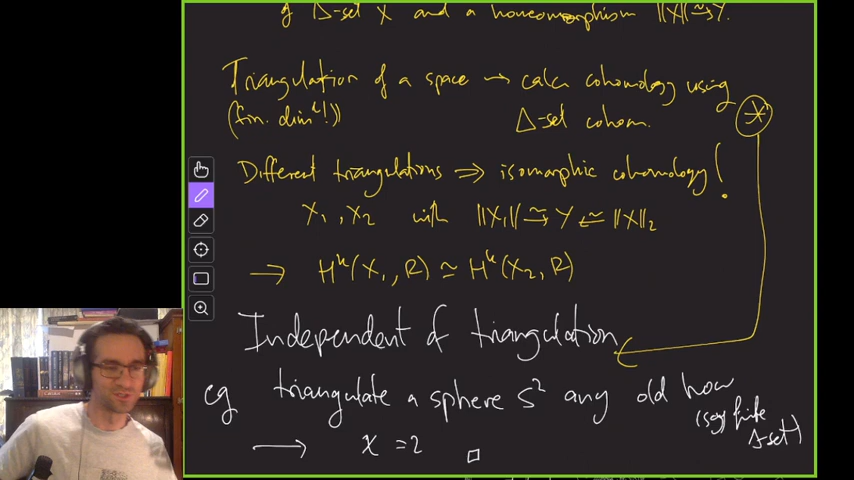 of Δ-set X and a homeomorphism ||X|| ≅→ Y.
Triangulation of a space → calc cohomology using
(fin. dim'l!) Δ-set cohom. *
Different triangulations ⇒ isomorphic cohomology!
X₁, X₂ with ||X₁|| ≅→ Y ←≅ ||X||₂
→ Hᵏ(X₁, R) ≃ Hᵏ(X₂, R)
Independent of triangulation
eg triangulate a sphere S² any old how
(say finite
Δ-set)
→ χ = 2 □